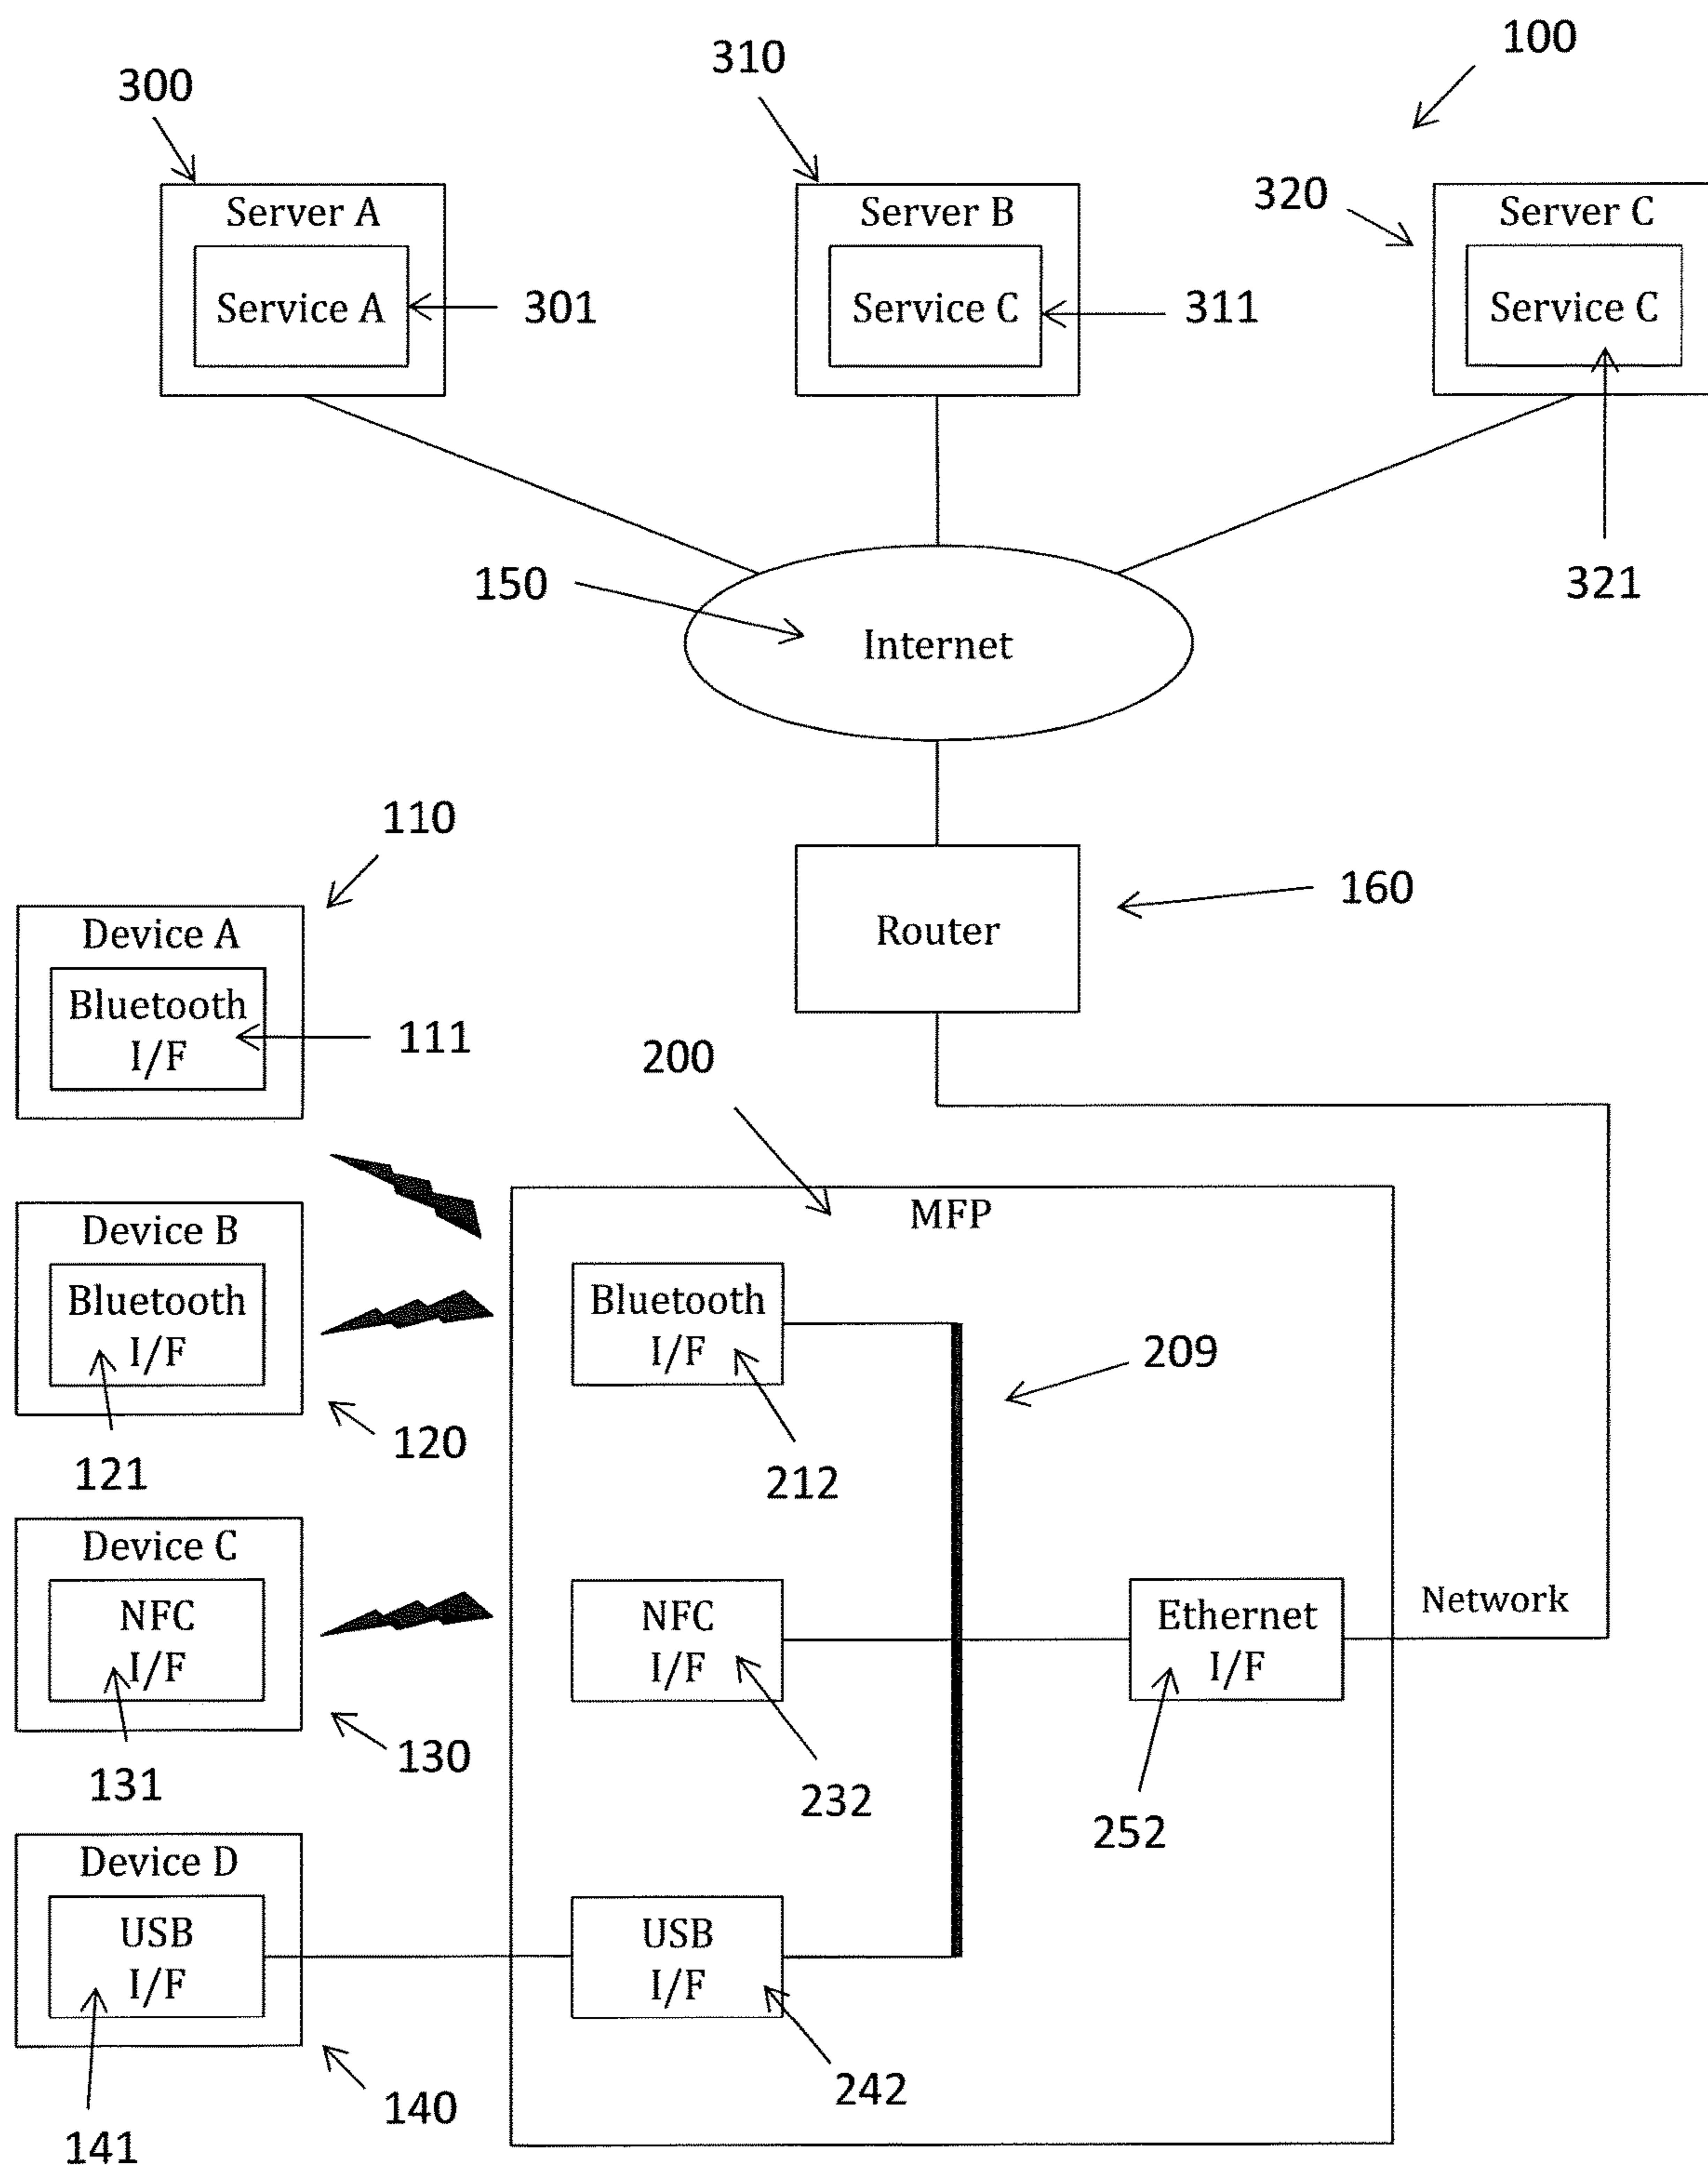 100
300
310
320
Server A
Service A
301
Server B
Service C
311
Server C
Service C
321
150
Internet
110
Device A
Bluetooth
I/F
111
Router
160
200
MFP
Device B
Bluetooth
I/F
121
120
Bluetooth
I/F
212
209
Device C
NFC
I/F
131
130
NFC
I/F
232
Ethernet
I/F
252
Network
Device D
USB
I/F
141
140
USB
I/F
242